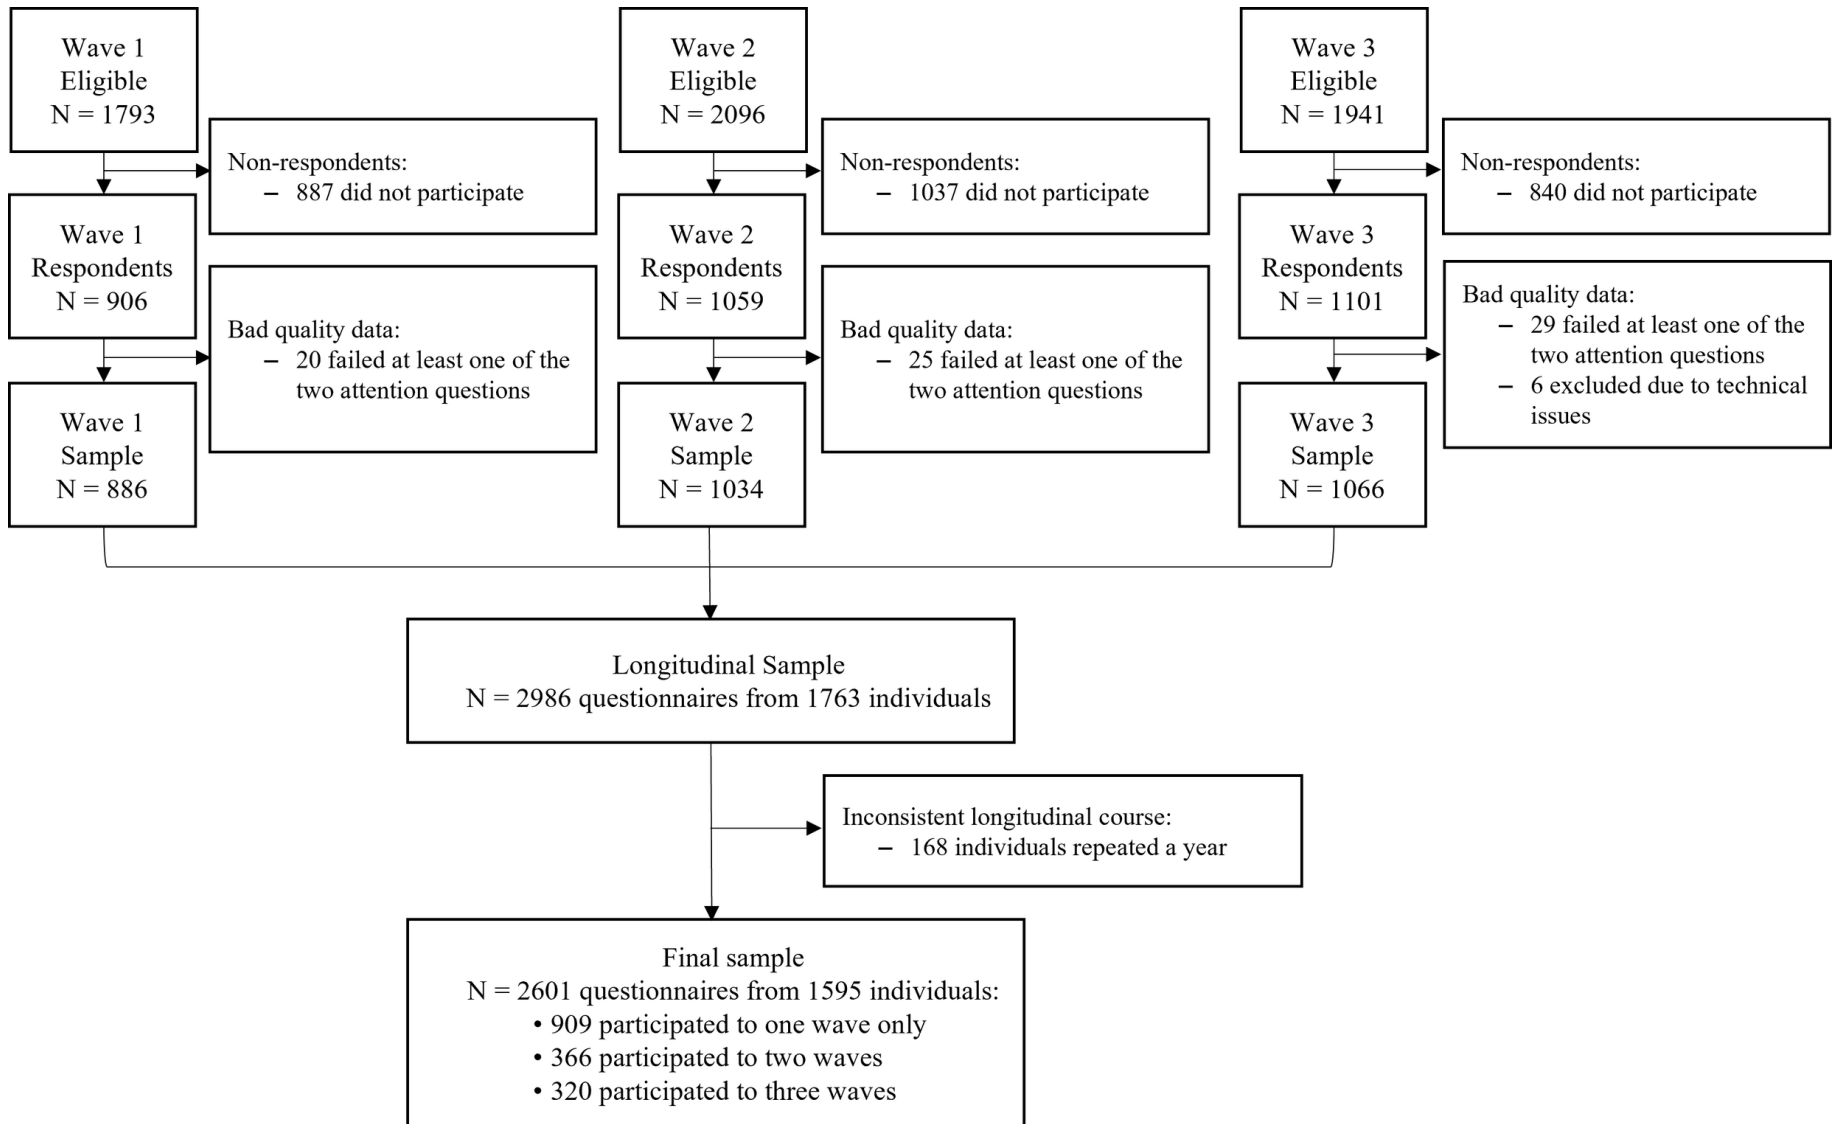 Wave 1
Eligible
N = 1793
Non-respondents:
– 887 did not participate
Wave 1
Respondents
N = 906
Bad quality data:
– 20 failed at least one of the
two attention questions
Wave 1
Sample
N = 886
Wave 2
Eligible
N = 2096
Non-respondents:
– 1037 did not participate
Wave 2
Respondents
N = 1059
Bad quality data:
– 25 failed at least one of the
two attention questions
Wave 2
Sample
N = 1034
Wave 3
Eligible
N = 1941
Non-respondents:
– 840 did not participate
Wave 3
Respondents
N = 1101
Bad quality data:
– 29 failed at least one of the
two attention questions
– 6 excluded due to technical
issues
Wave 3
Sample
N = 1066
Longitudinal Sample
N = 2986 questionnaires from 1763 individuals
Inconsistent longitudinal course:
– 168 individuals repeated a year
Final sample
N = 2601 questionnaires from 1595 individuals:
• 909 participated to one wave only
• 366 participated to two waves
• 320 participated to three waves